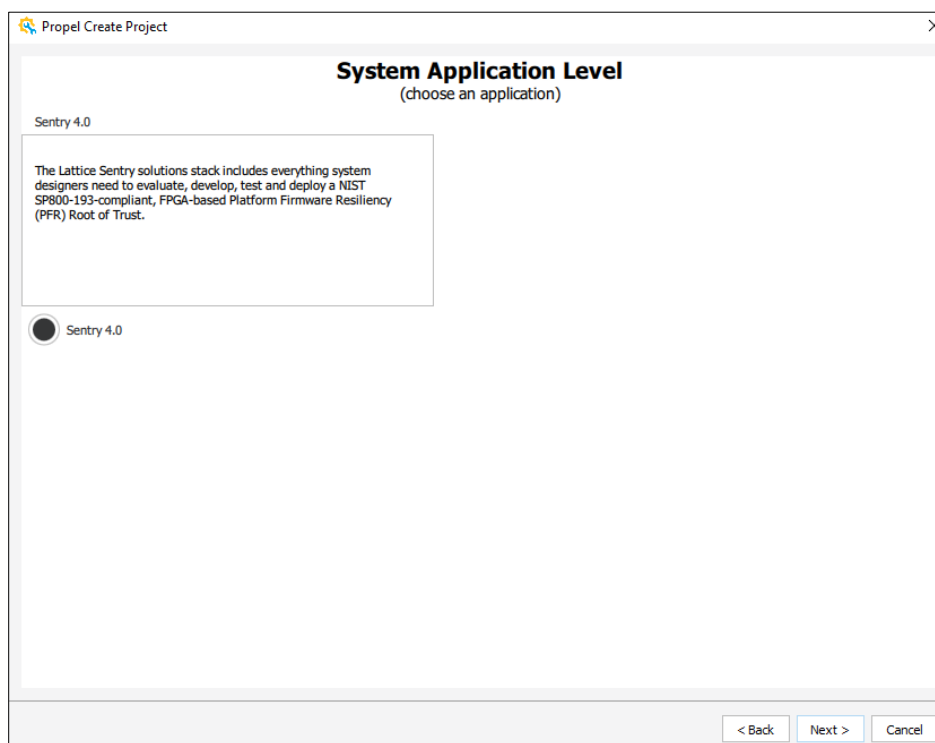 Propel Create Project
System Application Level
(choose an application)
Sentry 4.0
The Lattice Sentry solutions stack includes everything system
designers need to evaluate, develop, test and deploy a NIST
SP800-193-compliant, FPGA-based Platform Firmware Resiliency
(PFR) Root of Trust.
Sentry 4.0
< Back Next > Cancel